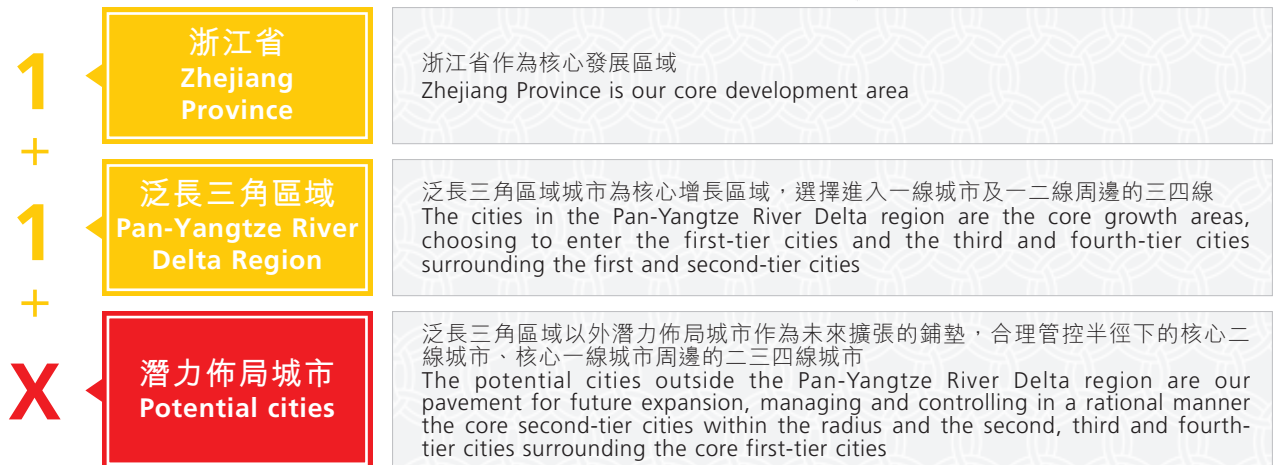 1
浙江省
Zhejiang
Province
浙江省作為核心發展區域
Zhejiang Province is our core development area
+
1
泛長三角區域
Pan-Yangtze River
Delta Region
泛長三角區域城市為核心增長區域，選擇進入一線城市及一二線周邊的三四線
The cities in the Pan-Yangtze River Delta region are the core growth areas,
choosing to enter the first-tier cities and the third and fourth-tier cities
surrounding the first and second-tier cities
+
X
潛力佈局城市
Potential cities
泛長三角區域以外潛力佈局城市作為未來擴張的鋪墊，合理管控半徑下的核心二
線城市、核心一線城市周邊的二三四線城市
The potential cities outside the Pan-Yangtze River Delta region are our
pavement for future expansion, managing and controlling in a rational manner
the core second-tier cities within the radius and the second, third and fourth-
tier cities surrounding the core first-tier cities